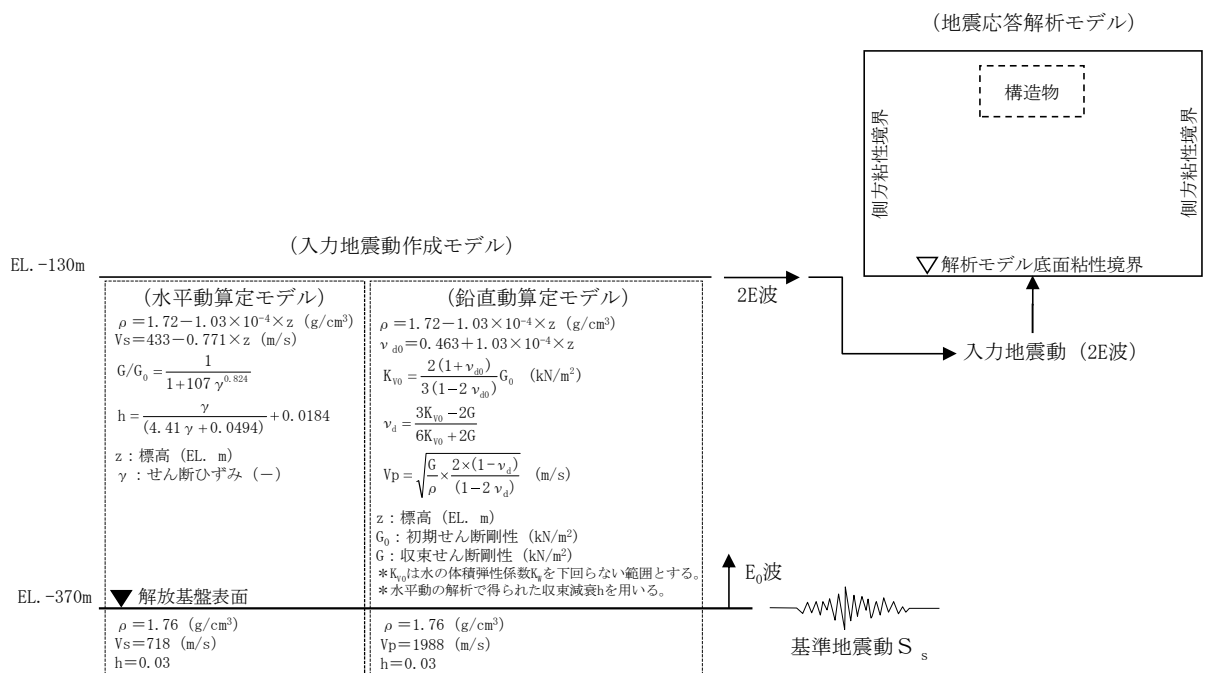 (地震応答解析モデル)
構造物
側方粘性境界
側方粘性境界
▽解析モデル底面粘性境界
(入力地震動作成モデル)
EL.-130m
2E波
入力地震動 (2E波)
(水平動算定モデル)
ρ=1.72-1.03×10⁻⁴×z (g/cm³)
Vs=433-0.771×z (m/s)
G/G₀=1/(1+107γ^0.824)
h=γ/(4.41γ+0.0494)+0.0184
z:標高 (EL. m)
γ:せん断ひずみ (-)
(鉛直動算定モデル)
ρ=1.72-1.03×10⁻⁴×z (g/cm³)
ν_d0=0.463+1.03×10⁻⁴×z
K_V0=2(1+ν_d0)/3(1-2ν_d0) G₀ (kN/m²)
ν_d=(3K_V0-2G)/(6K_V0+2G)
Vp=√(G/ρ×2×(1-ν_d)/(1-2ν_d)) (m/s)
z:標高 (EL. m)
G₀:初期せん断剛性 (kN/m²)
G:収束せん断剛性 (kN/m²)
*K_V0は水の体積弾性係数K_Wを下回らない範囲とする。
*水平動の解析で得られた収束減衰hを用いる。
EL.-370m
▼ 解放基盤表面
E₀波
ρ=1.76 (g/cm³)
Vs=718 (m/s)
h=0.03
ρ=1.76 (g/cm³)
Vp=1988 (m/s)
h=0.03
基準地震動Ss